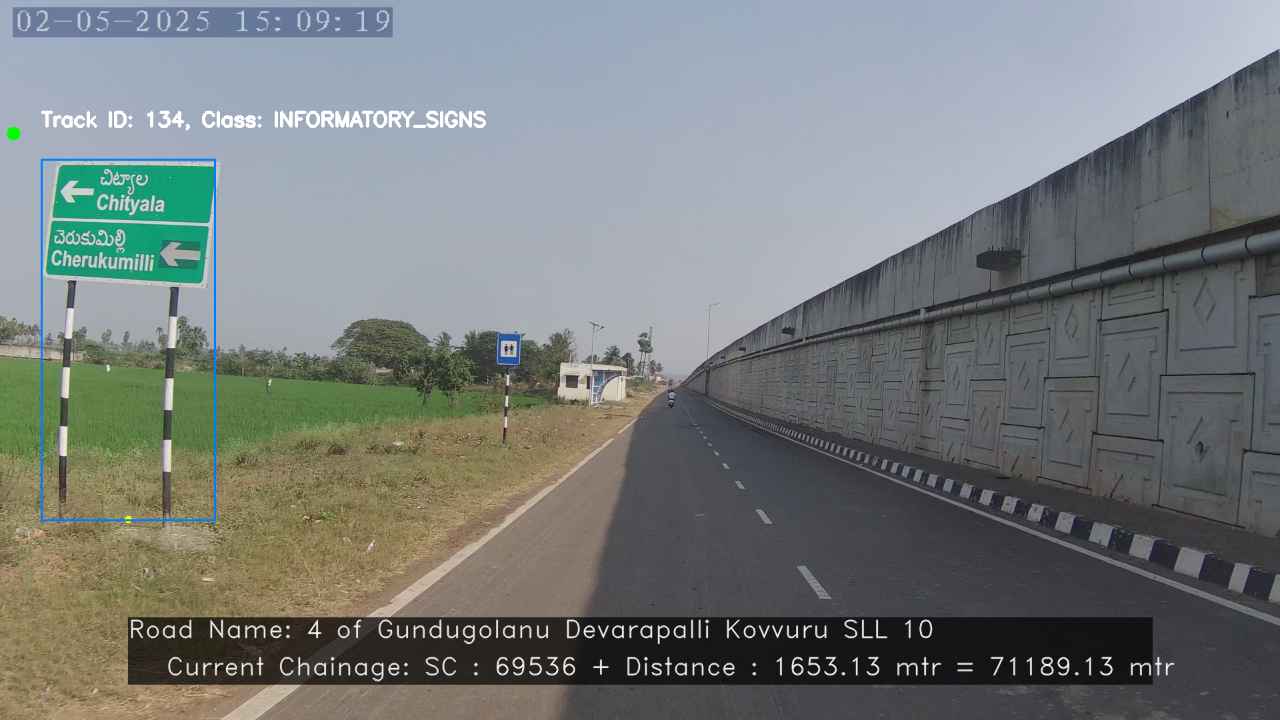 02-05-2025 15:09:19
Track ID: 134, Class: INFORMATORY_SIGNS
చిట్యాల
Chityala
చెరుకుమిల్లి
Cherukumilli
Road Name: 4 of Gundugolanu Devarapalli Kovvuru SLL 10
Current Chainage: SC : 69536 + Distance : 1653.13 mtr = 71189.13 mtr